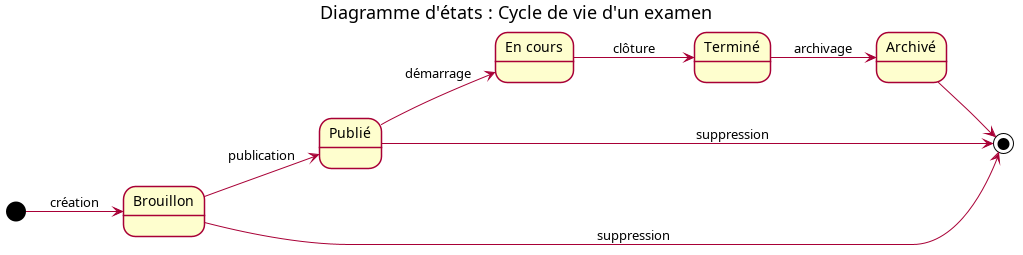 Diagramme d'états : Cycle de vie d'un examen
En cours
clôture
Terminé
archivage
Archivé
démarrage
Publié
suppression
publication
Brouillon
création
suppression